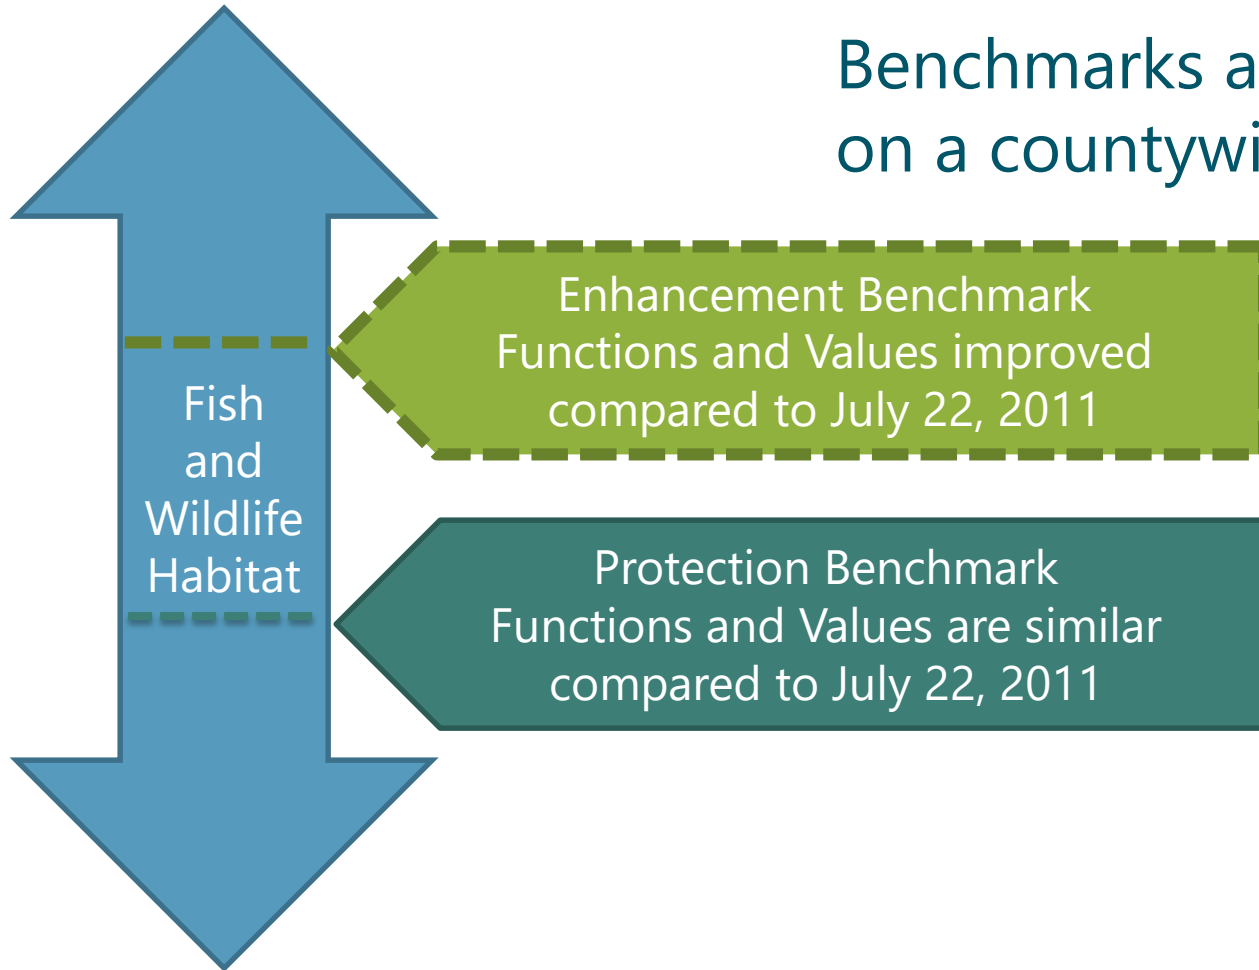 Benchmarks a
on a countywi
Enhancement Benchmark
Functions and Values improved
compared to July 22, 2011
Fish
and
Wildlife
Habitat
Protection Benchmark
Functions and Values are similar
compared to July 22, 2011